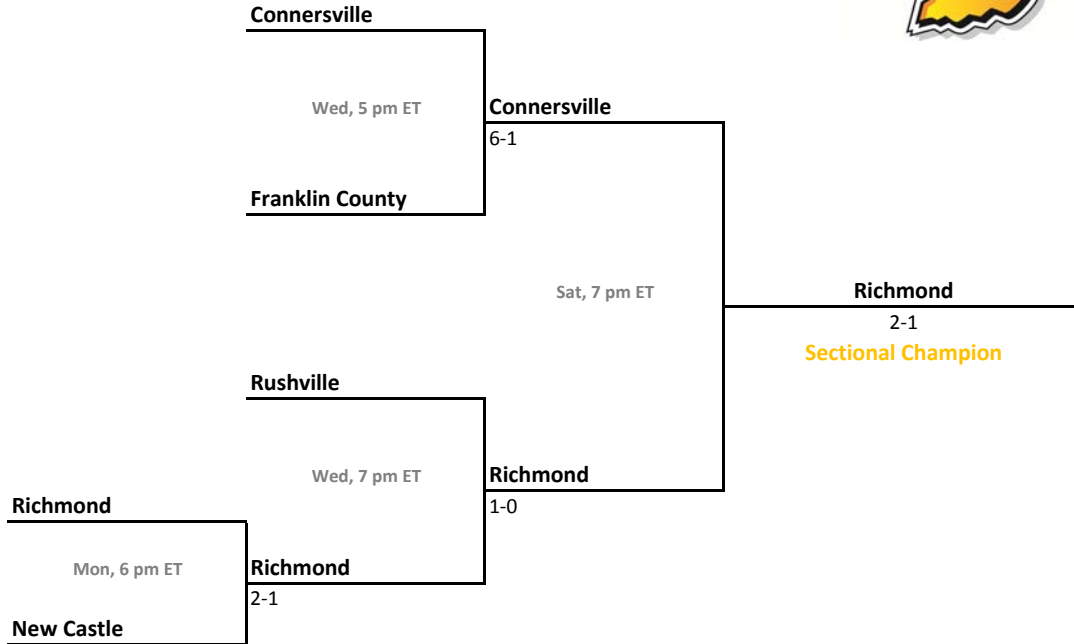 Connersville
Wed, 5 pm ET
Connersville
6-1
Franklin County
Sat, 7 pm ET
Richmond
2-1
Sectional Champion
Rushville
Wed, 7 pm ET
Richmond
1-0
Richmond
Mon, 6 pm ET
Richmond
2-1
New Castle